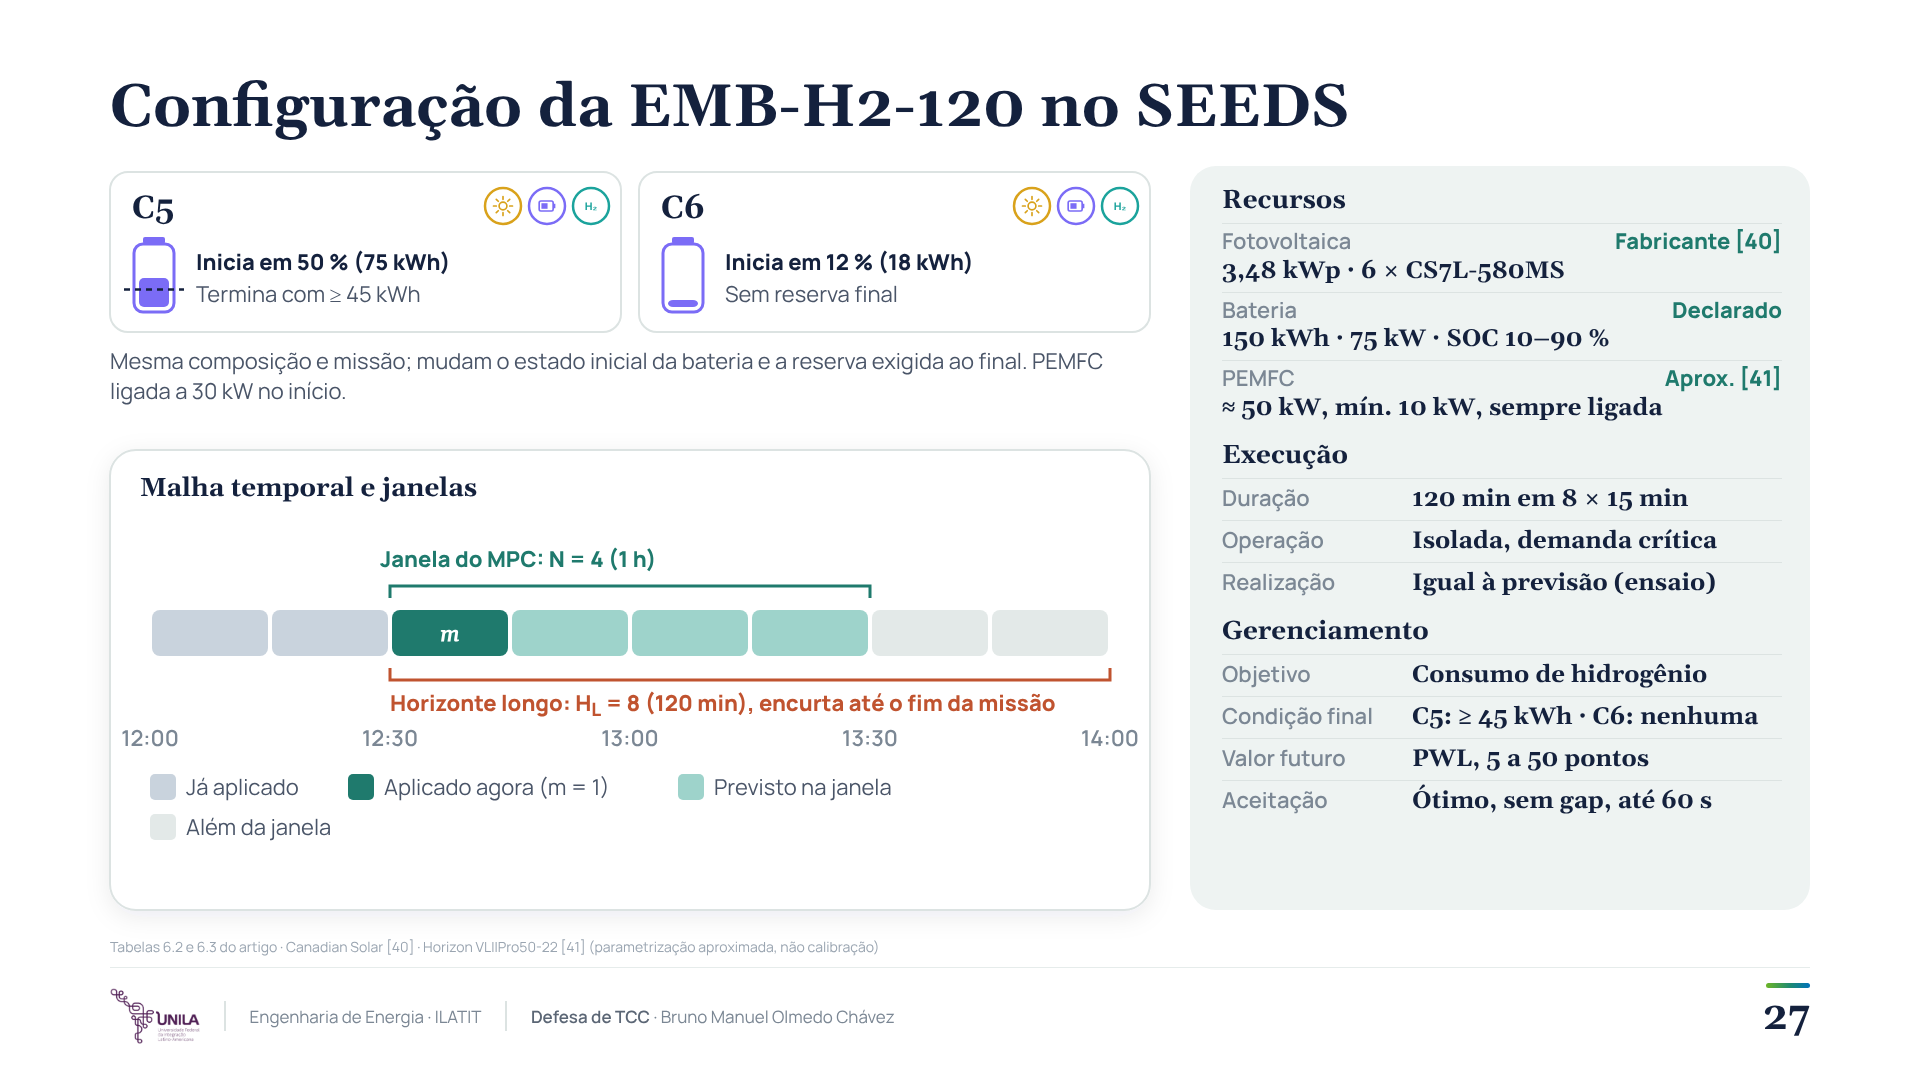 Configuração da EMB-H2-120 no SEEDS
C5
H₂
Inicia em 50 % (75 kWh)
Termina com ≥ 45 kWh
C6
H₂
Inicia em 12 % (18 kWh)
Sem reserva final
Mesma composição e missão; mudam o estado inicial da bateria e a reserva exigida ao final. PEMFC
ligada a 30 kW no início.
Malha temporal e janelas
Janela do MPC: N = 4 (1 h)
m
Horizonte longo: H_L = 8 (120 min), encurta até o fim da missão
12:00 12:30 13:00 13:30 14:00
Já aplicado Aplicado agora (m = 1) Previsto na janela
Além da janela
Recursos
Fotovoltaica Fabricante [40]
3,48 kWp · 6 × CS7L-580MS
Bateria Declarado
150 kWh · 75 kW · SOC 10–90 %
PEMFC Aprox. [41]
≈ 50 kW, mín. 10 kW, sempre ligada
Execução
Duração 120 min em 8 × 15 min
Operação Isolada, demanda crítica
Realização Igual à previsão (ensaio)
Gerenciamento
Objetivo Consumo de hidrogênio
Condição final C5: ≥ 45 kWh · C6: nenhuma
Valor futuro PWL, 5 a 50 pontos
Aceitação Ótimo, sem gap, até 60 s
Tabelas 6.2 e 6.3 do artigo · Canadian Solar [40] · Horizon VLIIPro50-22 [41] (parametrização aproximada, não calibração)
UNILA
Universidade Federal
da Integração
Latino-Americana
Engenharia de Energia · ILATIT
Defesa de TCC · Bruno Manuel Olmedo Chávez
27